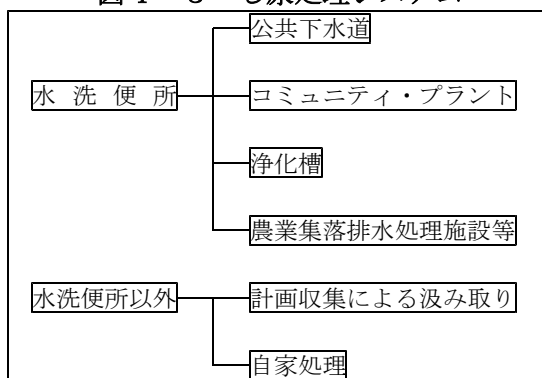 公共下水道
水洗便所
コミュニティ・プラント
浄化槽
農業集落排水処理施設等
水洗便所以外
計画収集による汲み取り
自家処理